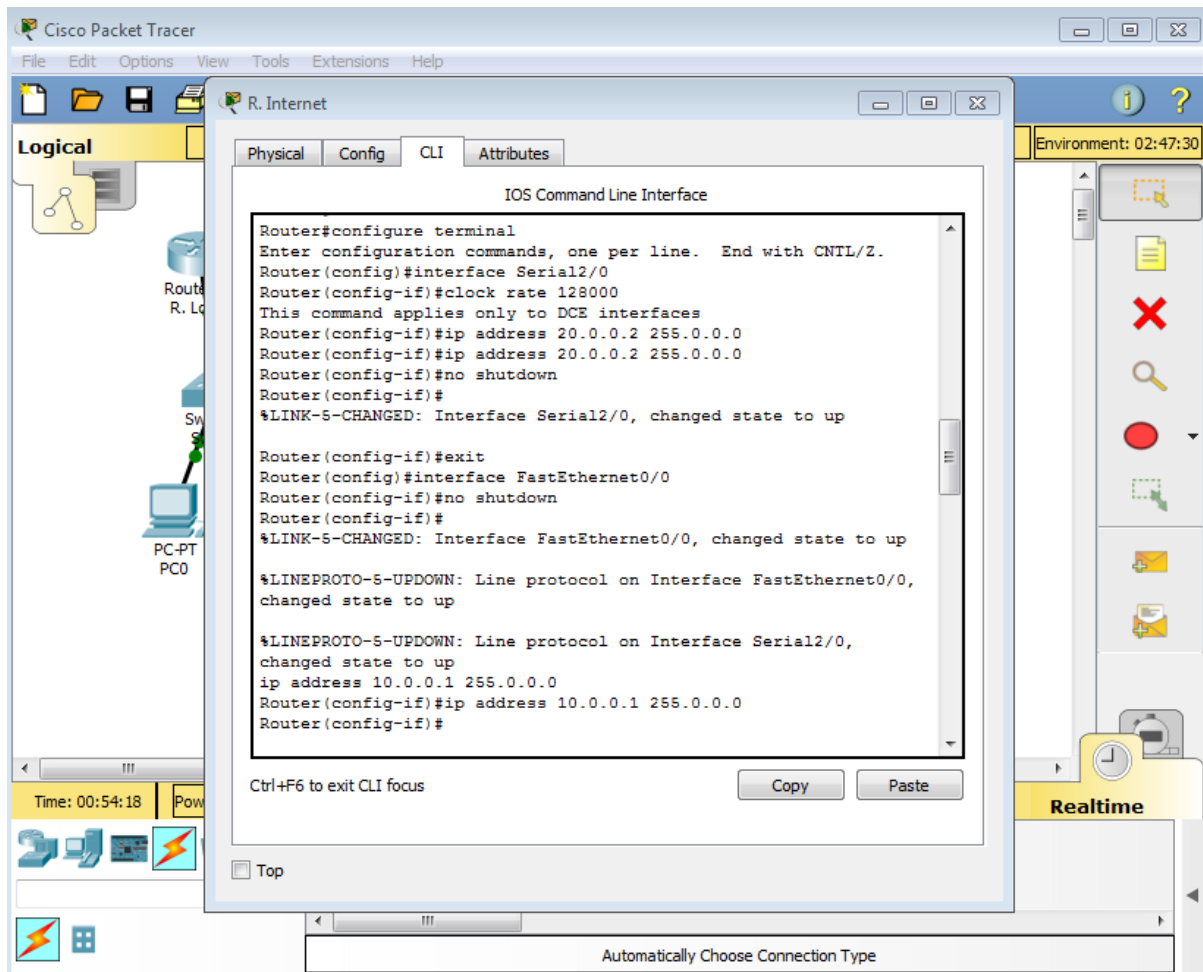 Cisco Packet Tracer
File Edit Options View Tools Extensions Help
R. Internet
Logical
Environment: 02:47:30
Physical Config CLI Attributes
IOS Command Line Interface
Router#configure terminal
Enter configuration commands, one per line. End with CNTL/Z.
Router(config)#interface Serial2/0
Router(config-if)#clock rate 128000
This command applies only to DCE interfaces
Router(config-if)#ip address 20.0.0.2 255.0.0.0
Router(config-if)#ip address 20.0.0.2 255.0.0.0
Router(config-if)#no shutdown
Router(config-if)#
%LINK-5-CHANGED: Interface Serial2/0, changed state to up
Router(config-if)#exit
Router(config)#interface FastEthernet0/0
Router(config-if)#no shutdown
Router(config-if)#
%LINK-5-CHANGED: Interface FastEthernet0/0, changed state to up
%LINEPROTO-5-UPDOWN: Line protocol on Interface FastEthernet0/0,
changed state to up
%LINEPROTO-5-UPDOWN: Line protocol on Interface Serial2/0,
changed state to up
ip address 10.0.0.1 255.0.0.0
Router(config-if)#ip address 10.0.0.1 255.0.0.0
Router(config-if)#
Ctrl+F6 to exit CLI focus
Copy Paste
Top
Route
R. Lo
Sw
S
PC-PT
PC0
Time: 00:54:18 Pow
Realtime
Automatically Choose Connection Type